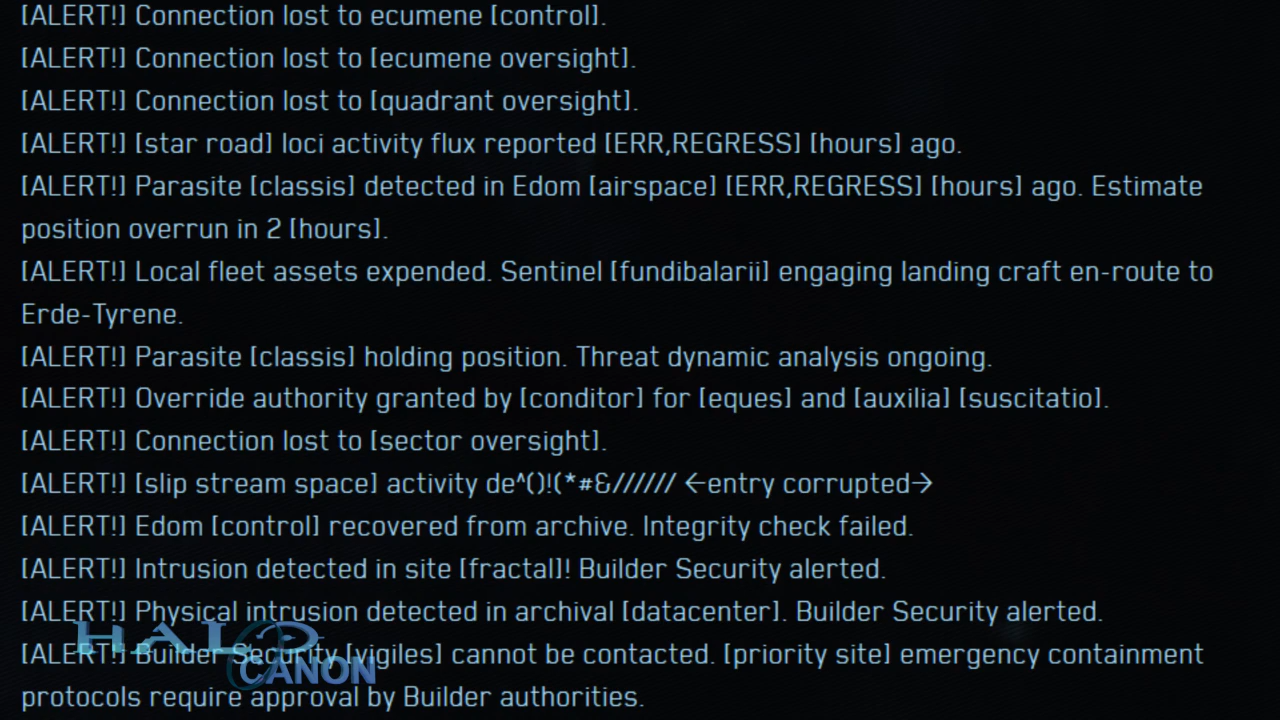 [ALERT!] Connection lost to ecumene [control].
[ALERT!] Connection lost to [ecumene oversight].
[ALERT!] Connection lost to [quadrant oversight].
[ALERT!] [star road] loci activity flux reported [ERR,REGRESS] [hours] ago.
[ALERT!] Parasite [classis] detected in Edom [airspace] [ERR,REGRESS] [hours] ago. Estimate
position overrun in 2 [hours].
[ALERT!] Local fleet assets expended. Sentinel [fundibalarii] engaging landing craft en-route to
Erde-Tyrene.
[ALERT!] Parasite [classis] holding position. Threat dynamic analysis ongoing.
[ALERT!] Override authority granted by [conditor] for [eques] and [auxilia] [suscitatio].
[ALERT!] Connection lost to [sector oversight].
[ALERT!] [slip stream space] activity de^()!(*#&////// ←entry corrupted→
[ALERT!] Edom [control] recovered from archive. Integrity check failed.
[ALERT!] Intrusion detected in site [fractal]! Builder Security alerted.
[ALERT!] Physical intrusion detected in archival [datacenter]. Builder Security alerted.
[ALERT!] Builder Security [vigiles] cannot be contacted. [priority site] emergency containment
protocols require approval by Builder authorities.
HALO
CANON